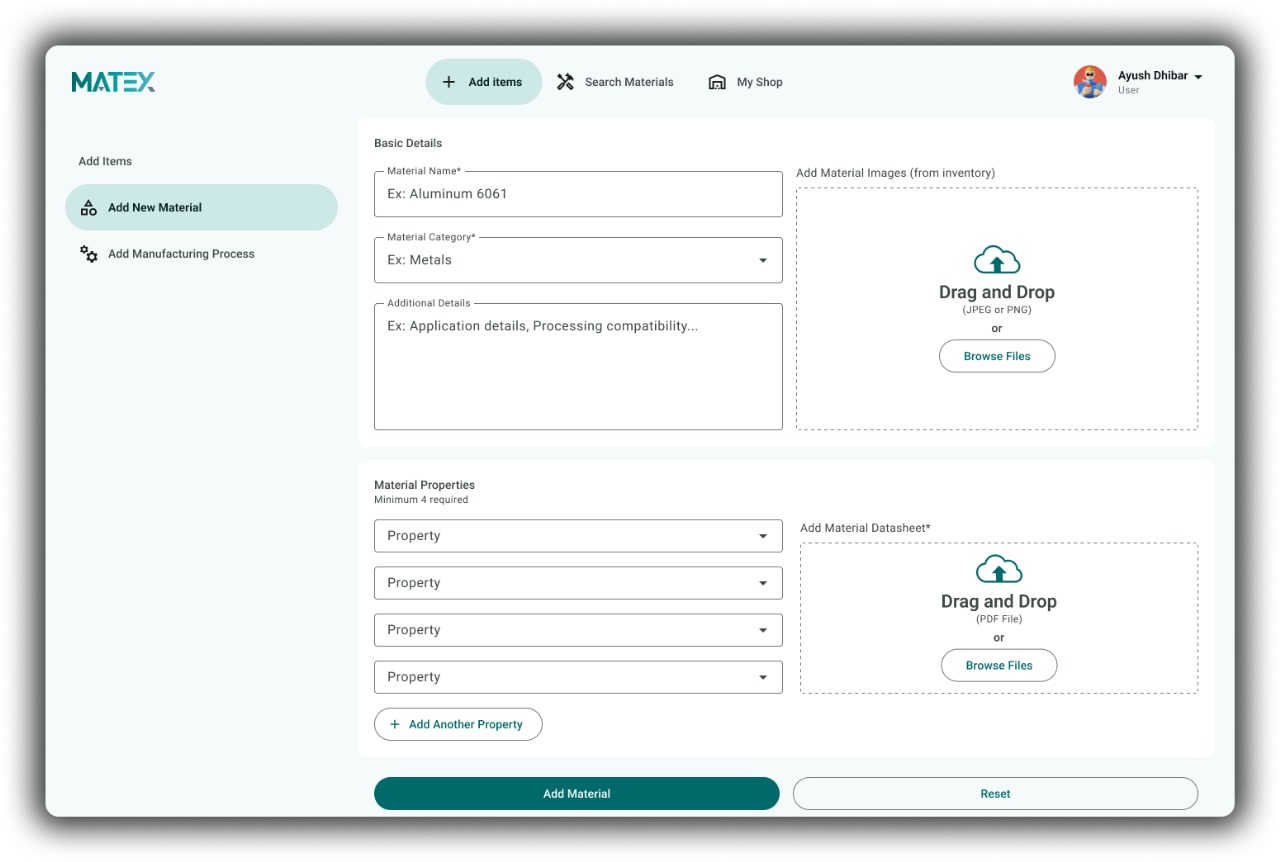 MATEX
Add items
Search Materials
My Shop
Ayush Dhibar
User
Add Items
Add New Material
Add Manufacturing Process
Basic Details
Material Name*
Ex: Aluminum 6061
Material Category*
Ex: Metals
Additional Details
Ex: Application details, Processing compatibility...
Add Material Images (from inventory)
Drag and Drop
(JPEG or PNG)
or
Browse Files
Material Properties
Minimum 4 required
Property
Property
Property
Property
Add Another Property
Add Material Datasheet*
Drag and Drop
(PDF File)
or
Browse Files
Add Material
Reset